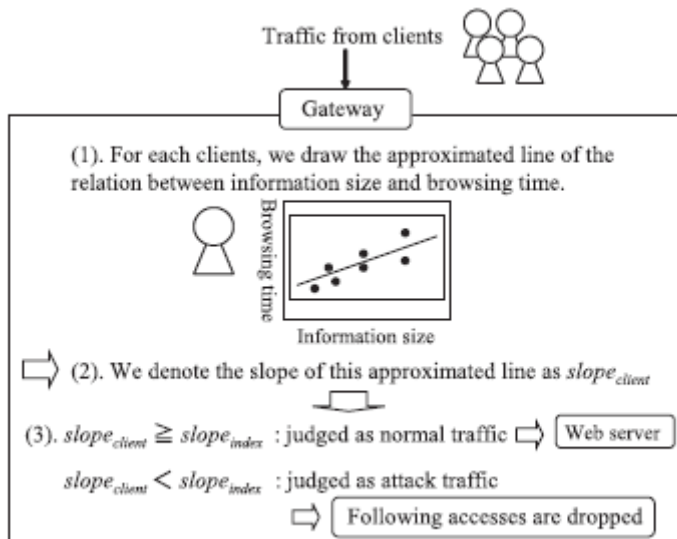 Traffic from clients
Gateway
(1). For each clients, we draw the approximated line of the
relation between information size and browsing time.
Browsing time
Information size
(2). We denote the slope of this approximated line as slope_client
(3). slope_client ≧ slope_index : judged as normal traffic
Web server
slope_client < slope_index : judged as attack traffic
Following accesses are dropped